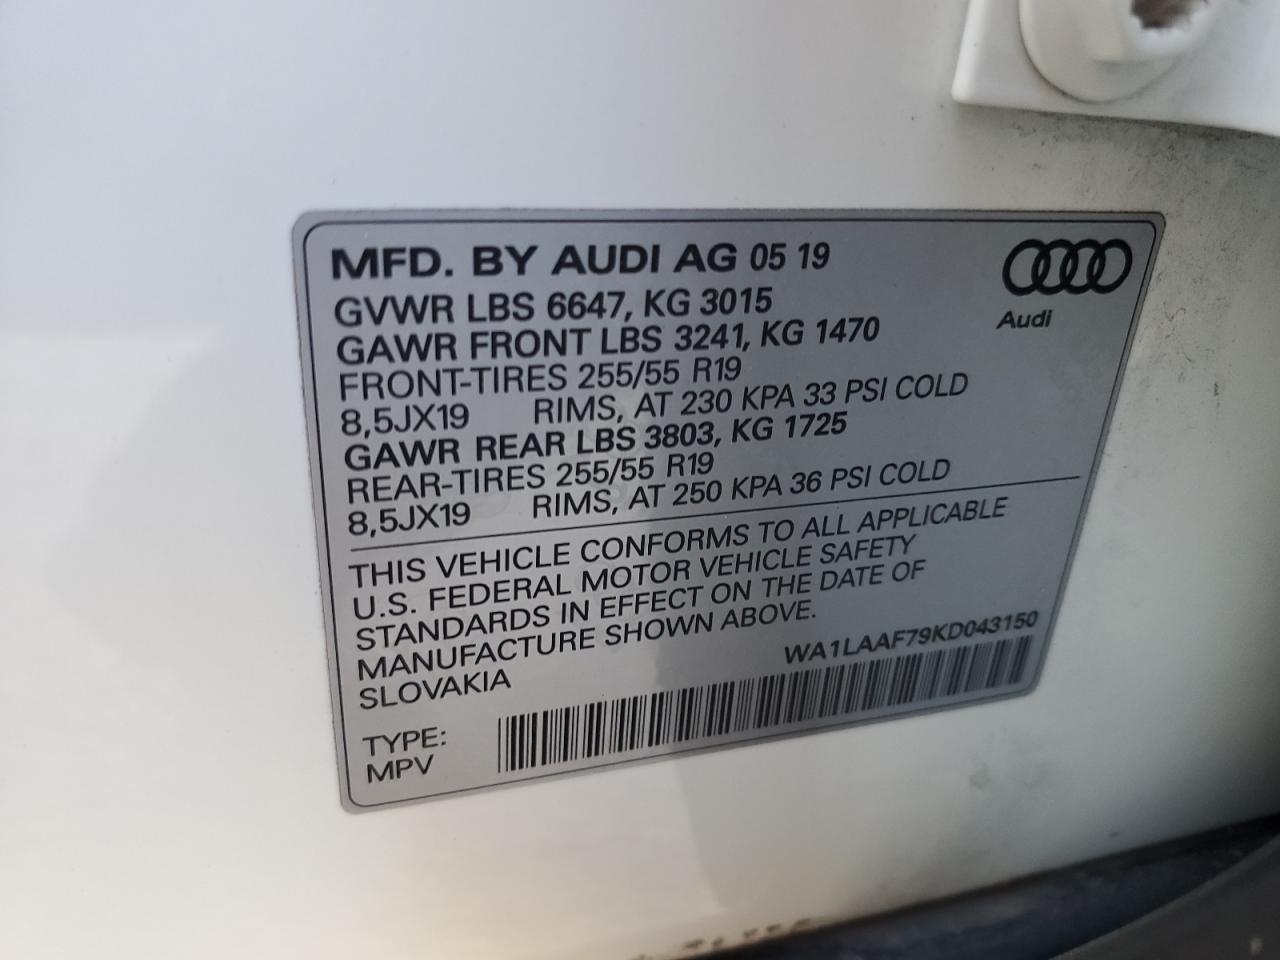 MFD. BY AUDI AG 05 19
GVWR LBS 6647, KG 3015
GAWR FRONT LBS 3241, KG 1470
FRONT-TIRES 255/55 R19
8,5JX19 RIMS, AT 230 KPA 33 PSI COLD
GAWR REAR LBS 3803, KG 1725
REAR-TIRES 255/55 R19
8,5JX19 RIMS, AT 250 KPA 36 PSI COLD
Audi
THIS VEHICLE CONFORMS TO ALL APPLICABLE
U.S. FEDERAL MOTOR VEHICLE SAFETY
STANDARDS IN EFFECT ON THE DATE OF
MANUFACTURE SHOWN ABOVE.
SLOVAKIA
WA1LAAF79KD043150
TYPE:
MPV